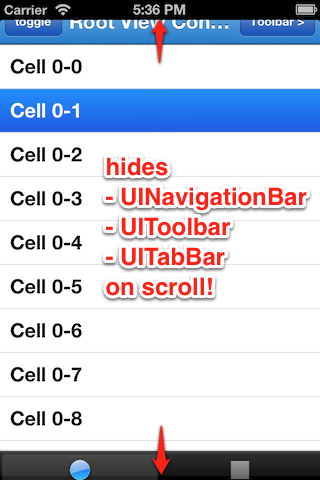 Carrier 5:36 PM
toggle Root View Con... Toolbar >
Cell 0-0
Cell 0-1
Cell 0-2
Cell 0-3
Cell 0-4
Cell 0-5
Cell 0-6
Cell 0-7
Cell 0-8
hides
- UINavigationBar
- UIToolbar
- UITabBar
on scroll!